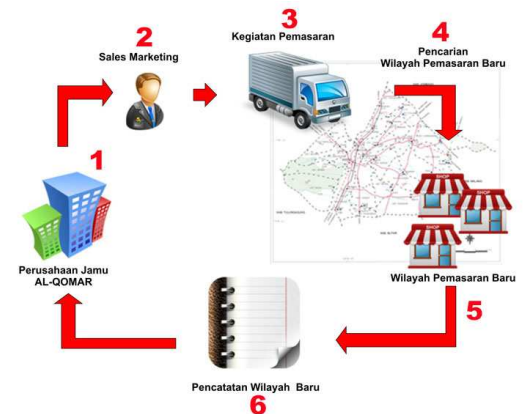 1
Perusahaan Jamu
AL-QOMAR
2
Sales Marketing
3
Kegiatan Pemasaran
4
Pencarian
Wilayah Pemasaran Baru
SHOP
SHOP
SHOP
Wilayah Pemasaran Baru
5
Pencatatan Wilayah Baru
6